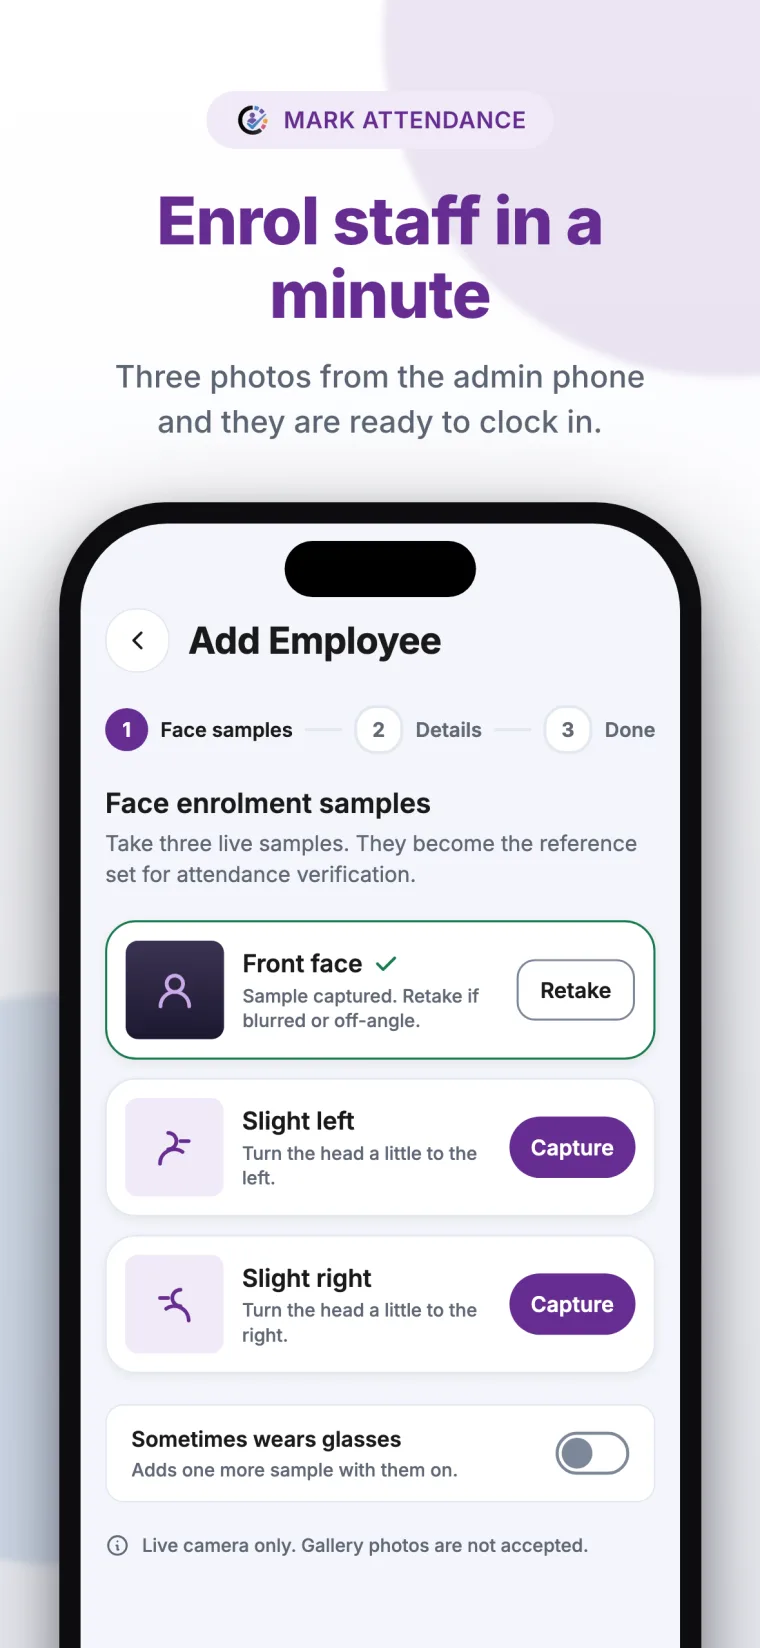 MARK ATTENDANCE
Enrol staff in a
minute
Three photos from the admin phone
and they are ready to clock in.
Add Employee
1 Face samples 2 Details 3 Done
Face enrolment samples
Take three live samples. They become the reference
set for attendance verification.
Front face
Sample captured. Retake if
blurred or off-angle.
Retake
Slight left
Turn the head a little to the
left.
Capture
Slight right
Turn the head a little to the
right.
Capture
Sometimes wears glasses
Adds one more sample with them on.
Live camera only. Gallery photos are not accepted.